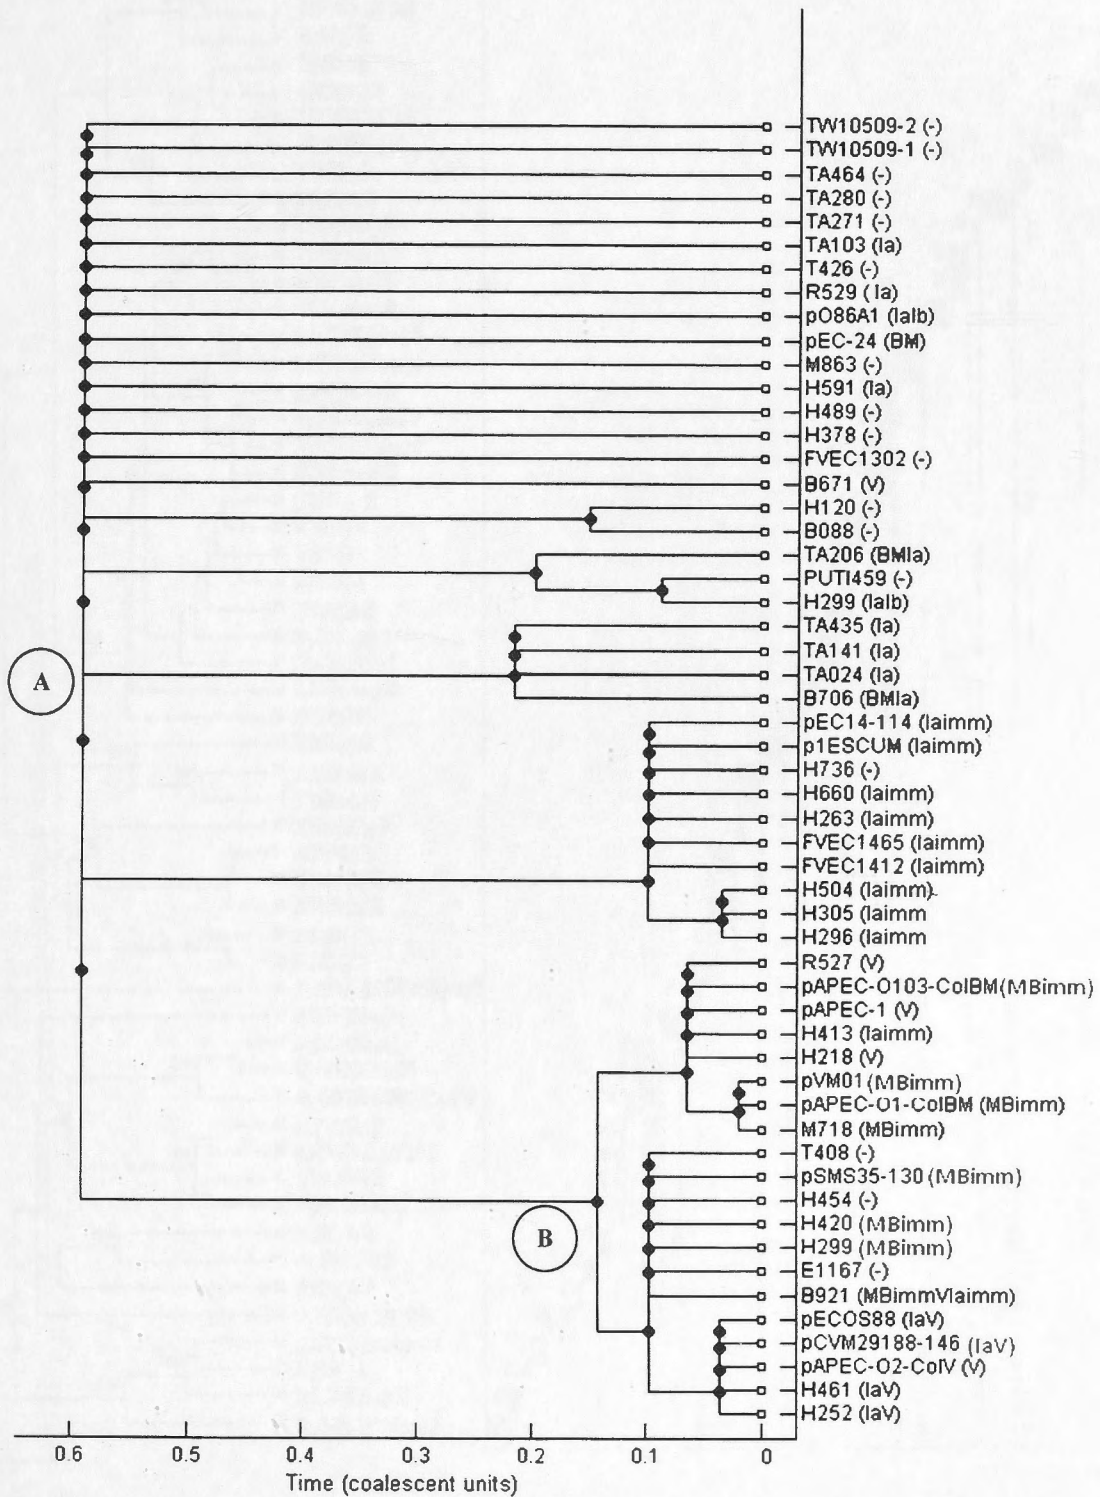 TW10509-2 (-)
TW10509-1 (-)
TA464 (-)
TA280 (-)
TA271 (-)
TA103 (Ia)
T426 (-)
R529 (Ia)
pO86A1 (IaIb)
pEC-24 (BM)
M863 (-)
H591 (Ia)
H489 (-)
H378 (-)
FVEC1302 (-)
B671 (V)
H120 (-)
B088 (-)
TA206 (BMIa)
PUTI459 (-)
H299 (IaIb)
TA435 (Ia)
TA141 (Ia)
TA024 (Ia)
A
B706 (BMIa)
pEC14-114 (Iaimm)
p1ESCUM (Iaimm)
H736 (-)
H660 (Iaimm)
H263 (Iaimm)
FVEC1465 (Iaimm)
FVEC1412 (Iaimm)
H504 (Iaimm)
H305 (Iaimm
H296 (Iaimm
R527 (V)
pAPEC-O103-ColBM(MBimm)
pAPEC-1 (V)
H413 (Iaimm)
H218 (V)
pVM01 (MBimm)
pAPEC-O1-ColBM (MBimm)
M718 (MBimm)
T408 (-)
pSMS35-130 (MBimm)
H454 (-)
H420 (MBimm)
B
H299 (MBimm)
E1167 (-)
B921 (MBimmVIaimm)
pECOS88 (IaV)
pCVM29188-146 (IaV)
pAPEC-O2-ColV (V)
H461 (IaV)
H252 (IaV)
0.6 0.5 0.4 0.3 0.2 0.1 0
Time (coalescent units)